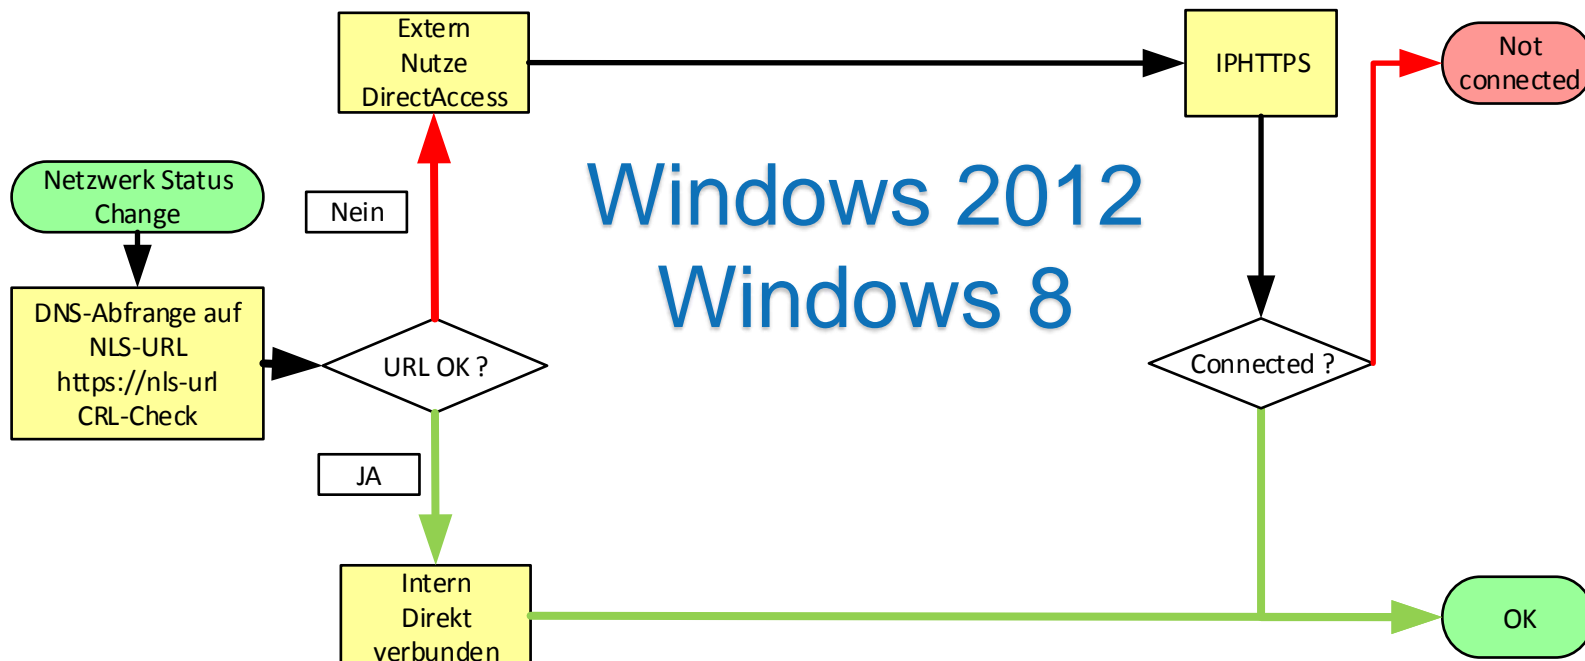 Extern
Nutze
DirectAccess
IPHTTPS
Not
connected
Netzwerk Status
Change
Nein
Windows 2012
Windows 8
DNS-Abfrange auf
NLS-URL
https://nls-url
CRL-Check
URL OK ?
Connected ?
JA
Intern
Direkt
verbunden
OK